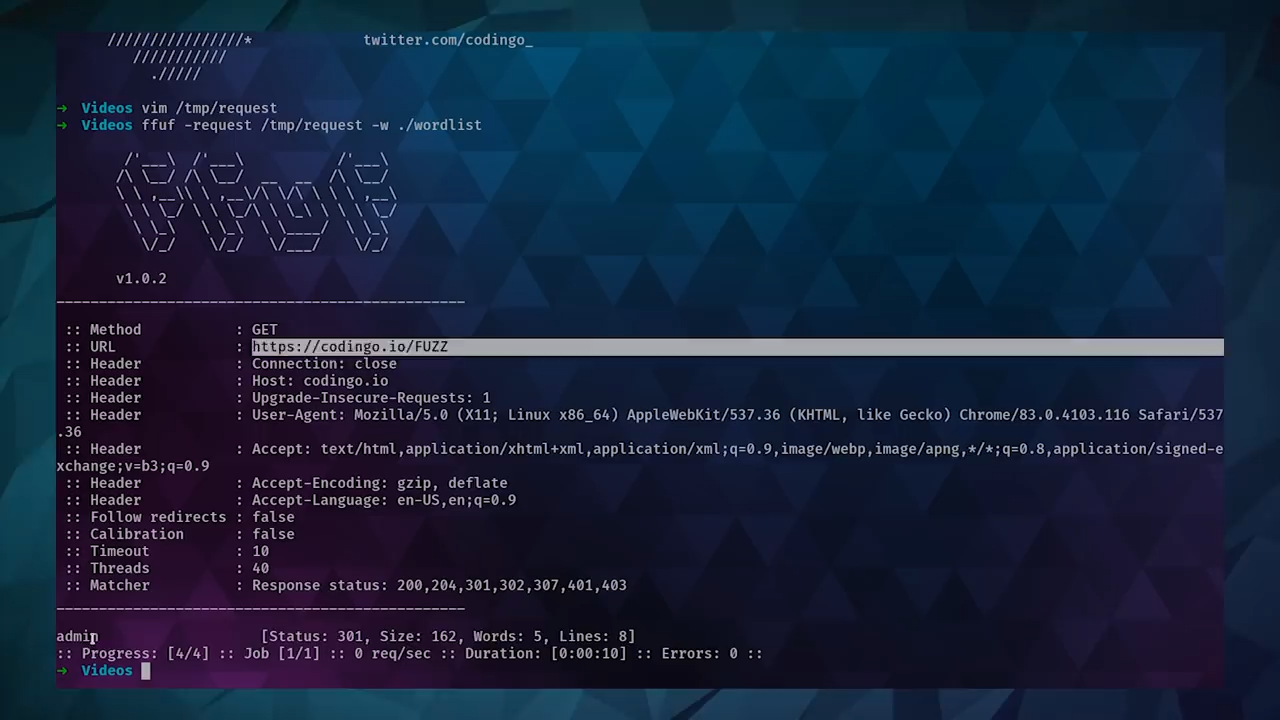 twitter.com/codingo_
→ Videos vim /tmp/request
→ Videos ffuf -request /tmp/request -w ./wordlist
v1.0.2
:: Method : GET
:: URL : https://codingo.io/FUZZ
:: Header : Connection: close
:: Header : Host: codingo.io
:: Header : Upgrade-Insecure-Requests: 1
:: Header : User-Agent: Mozilla/5.0 (X11; Linux x86_64) AppleWebKit/537.36 (KHTML, like Gecko) Chrome/83.0.4103.116 Safari/537
.36
:: Header : Accept: text/html,application/xhtml+xml,application/xml;q=0.9,image/webp,image/apng,*/*;q=0.8,application/signed-e
xchange;v=b3;q=0.9
:: Header : Accept-Encoding: gzip, deflate
:: Header : Accept-Language: en-US,en;q=0.9
:: Follow redirects : false
:: Calibration : false
:: Timeout : 10
:: Threads : 40
:: Matcher : Response status: 200,204,301,302,307,401,403
admin [Status: 301, Size: 162, Words: 5, Lines: 8]
:: Progress: [4/4] :: Job [1/1] :: 0 req/sec :: Duration: [0:00:10] :: Errors: 0 ::
→ Videos